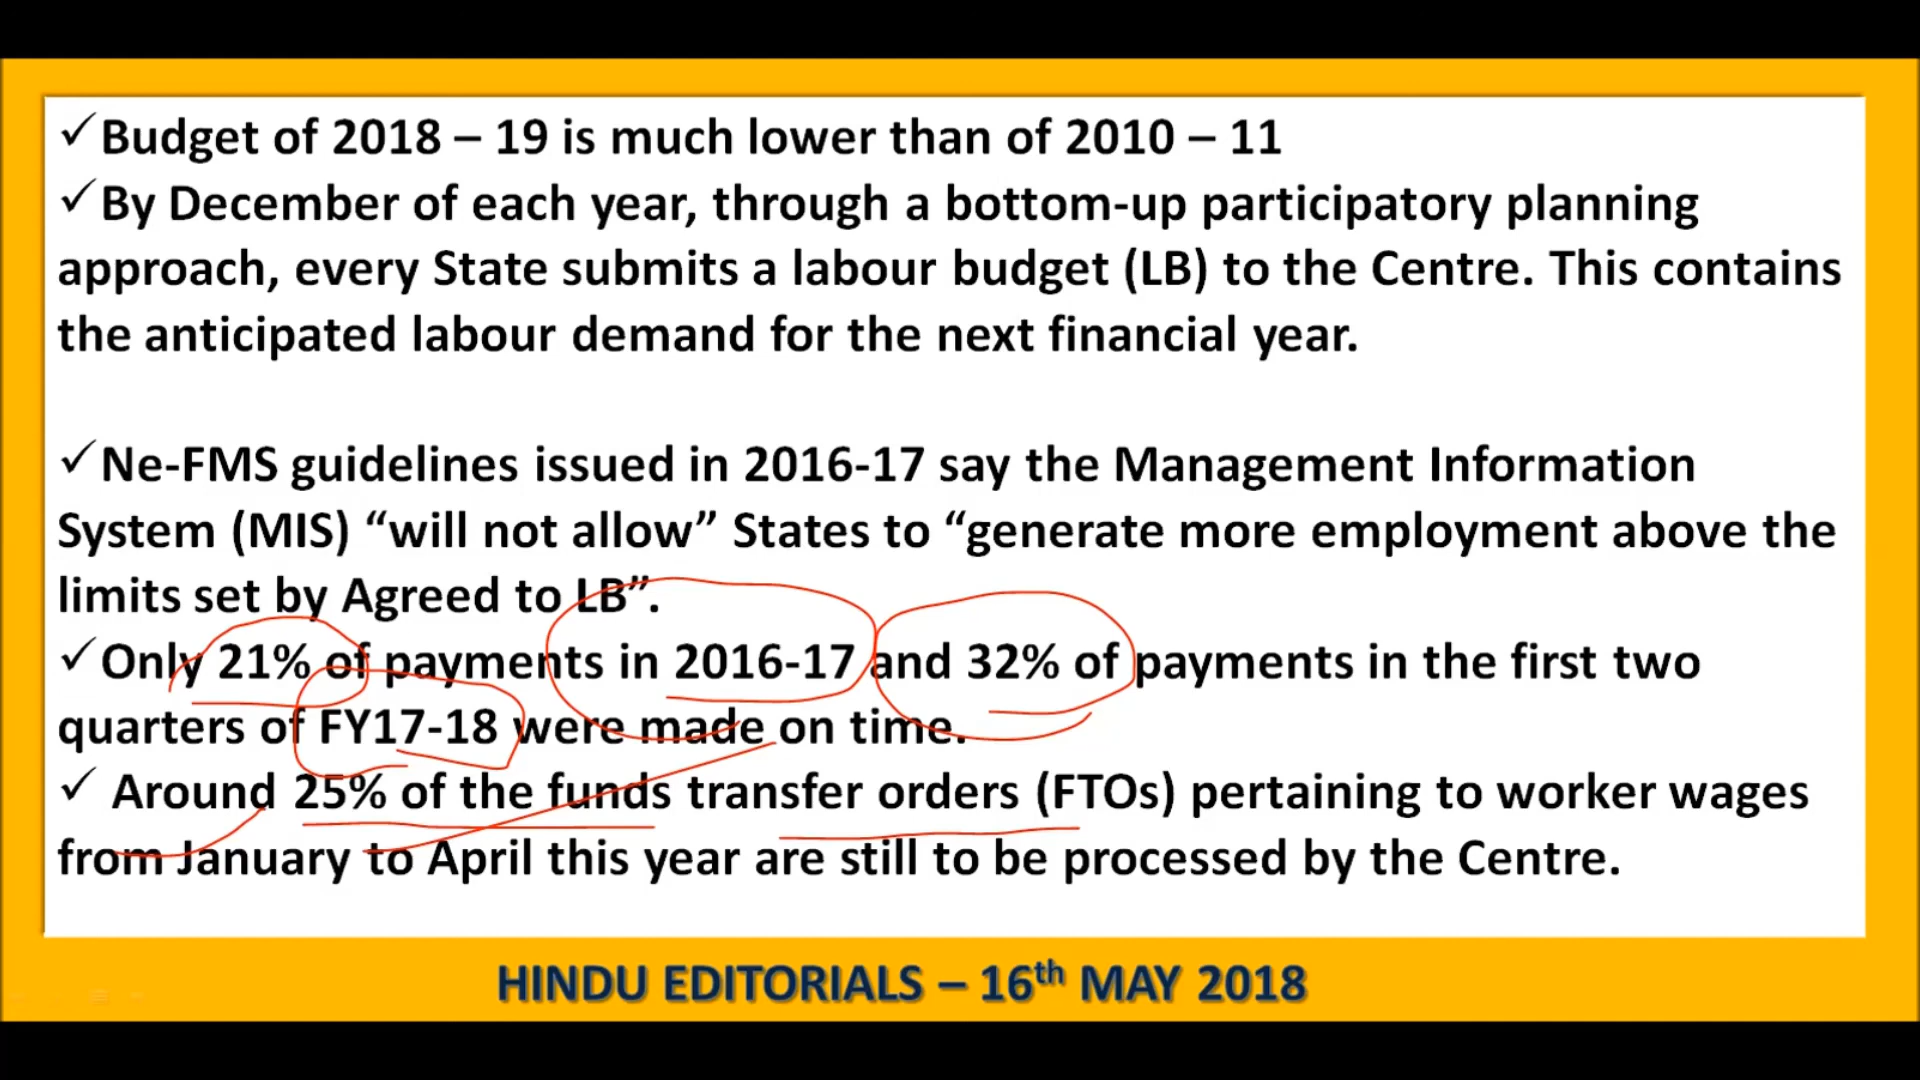 ✓Budget of 2018 – 19 is much lower than of 2010 – 11
✓By December of each year, through a bottom-up participatory planning
approach, every State submits a labour budget (LB) to the Centre. This contains
the anticipated labour demand for the next financial year.
✓Ne-FMS guidelines issued in 2016-17 say the Management Information
System (MIS) “will not allow” States to “generate more employment above the
limits set by Agreed to LB”.
✓Only 21% of payments in 2016-17 and 32% of payments in the first two
quarters of FY17-18 were made on time.
✓ Around 25% of the funds transfer orders (FTOs) pertaining to worker wages
from January to April this year are still to be processed by the Centre.
HINDU EDITORIALS – 16th MAY 2018